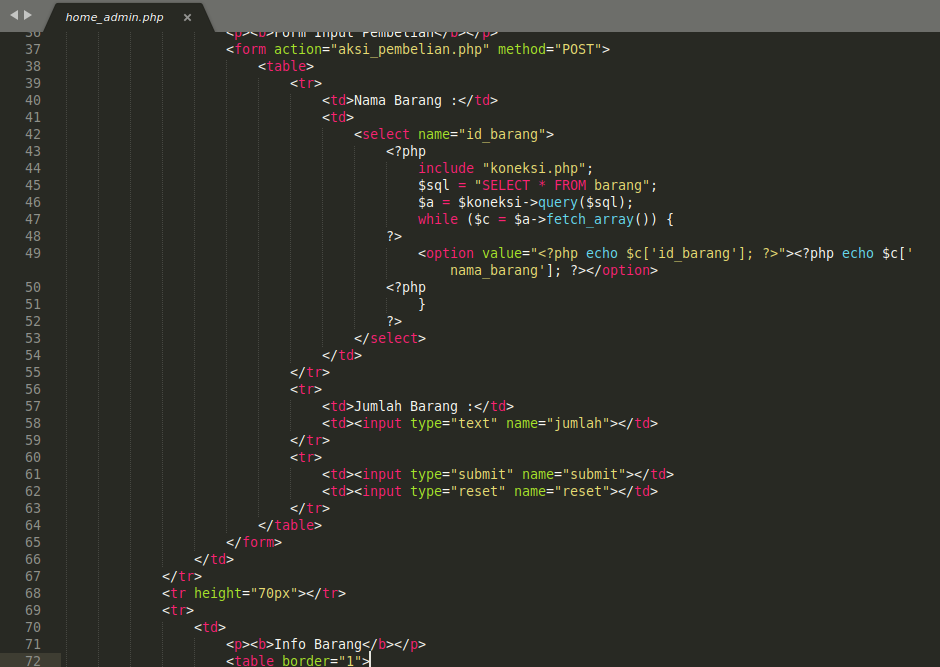 home_admin.php ×
36 <p><b>Form Input Pembelian</b></p>
37 <form action="aksi_pembelian.php" method="POST">
38 <table>
39 <tr>
40 <td>Nama Barang :</td>
41 <td>
42 <select name="id_barang">
43 <?php
44 include "koneksi.php";
45 $sql = "SELECT * FROM barang";
46 $a = $koneksi->query($sql);
47 while ($c = $a->fetch_array()) {
48 ?>
49 <option value="<?php echo $c['id_barang']; ?>"><?php echo $c['
nama_barang']; ?></option>
50 <?php
51 }
52 ?>
53 </select>
54 </td>
55 </tr>
56 <tr>
57 <td>Jumlah Barang :</td>
58 <td><input type="text" name="jumlah"></td>
59 </tr>
60 <tr>
61 <td><input type="submit" name="submit"></td>
62 <td><input type="reset" name="reset"></td>
63 </tr>
64 </table>
65 </form>
66 </td>
67 </tr>
68 <tr height="70px"></tr>
69 <tr>
70 <td>
71 <p><b>Info Barang</b></p>
72 <table border="1">